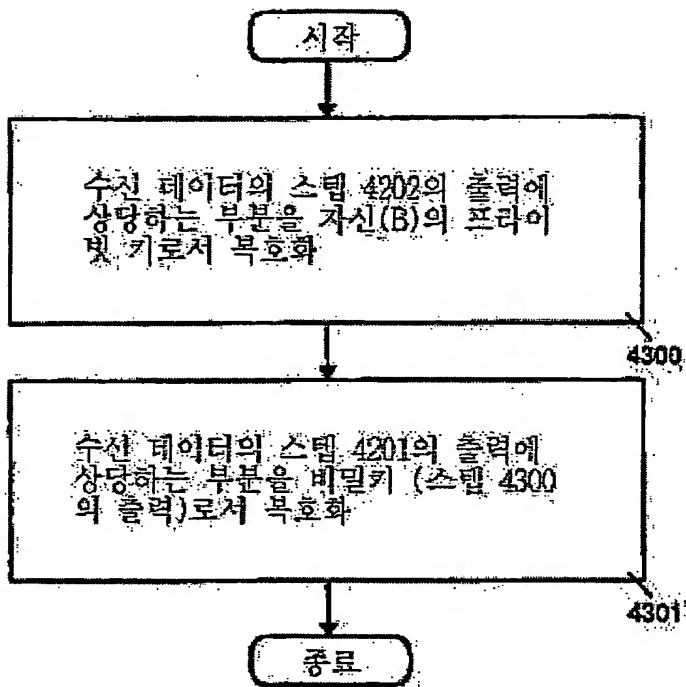 시작
수신 데이터의 스텝 4202의 출력에
상당하는 부분을 자신(B)의 프라이
빗 키로서 복호화
4300
수신 데이터의 스텝 4201의 출력에
상당하는 부분을 비밀키 (스텝 4300
의 출력)로서 복호화
4301
종료